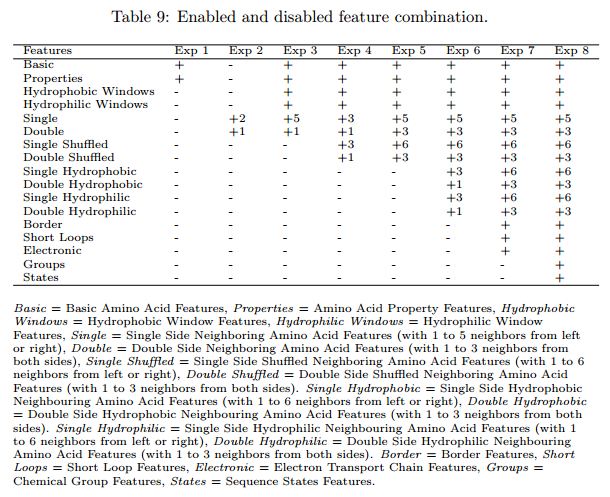 Table 9: Enabled and disabled feature combination.
Features Exp 1 Exp 2 Exp 3 Exp 4 Exp 5 Exp 6 Exp 7 Exp 8
Basic + - + + + + + +
Properties + - + + + + + +
Hydrophobic Windows - - + + + + + +
Hydrophilic Windows - - + + + + + +
Single - +2 +5 +3 +5 +5 +5 +5
Double - +1 +1 +1 +3 +3 +3 +3
Single Shuffled - - - +3 +6 +6 +6 +6
Double Shuffled - - - +1 +3 +3 +3 +3
Single Hydrophobic - - - - - +3 +6 +6
Double Hydrophobic - - - - - +1 +3 +3
Single Hydrophilic - - - - - +3 +6 +6
Double Hydrophilic - - - - - +1 +3 +3
Border - - - - - - + +
Short Loops - - - - - - + +
Electronic - - - - - - + +
Groups - - - - - - - +
States - - - - - - - +
Basic = Basic Amino Acid Features, Properties = Amino Acid Property Features, Hydrophobic
Windows = Hydrophobic Window Features, Hydrophilic Windows = Hydrophilic Window
Features, Single = Single Side Neighboring Amino Acid Features (with 1 to 5 neighbors from left
or right), Double = Double Side Neighboring Amino Acid Features (with 1 to 3 neighbors from
both sides), Single Shuffled = Single Side Shuffled Neighboring Amino Acid Features (with 1 to 6
neighbors from left or right), Double Shuffled = Double Side Shuffled Neighboring Amino Acid
Features (with 1 to 3 neighbors from both sides). Single Hydrophobic = Single Side Hydrophobic
Neighbouring Amino Acid Features (with 1 to 6 neighbors from left or right), Double Hydrophobic
= Double Side Hydrophobic Neighbouring Amino Acid Features (with 1 to 3 neighbors from both
sides). Single Hydrophilic = Single Side Hydrophilic Neighbouring Amino Acid Features (with 1
to 6 neighbors from left or right), Double Hydrophilic = Double Side Hydrophilic Neighbouring
Amino Acid Features (with 1 to 3 neighbors from both sides). Border = Border Features, Short
Loops = Short Loop Features, Electronic = Electron Transport Chain Features, Groups =
Chemical Group Features, States = Sequence States Features.